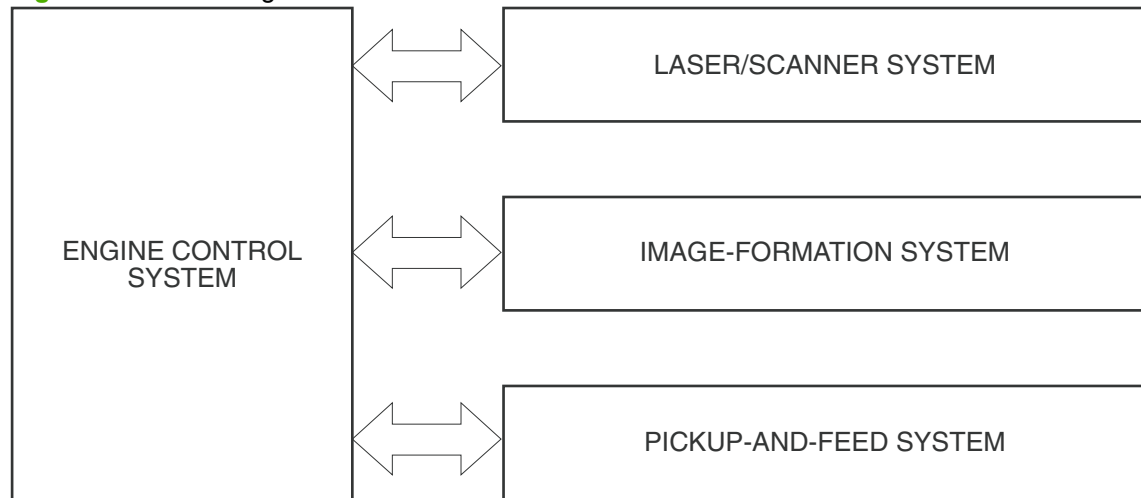 LASER/SCANNER SYSTEM
ENGINE CONTROL
SYSTEM
IMAGE-FORMATION SYSTEM
PICKUP-AND-FEED SYSTEM